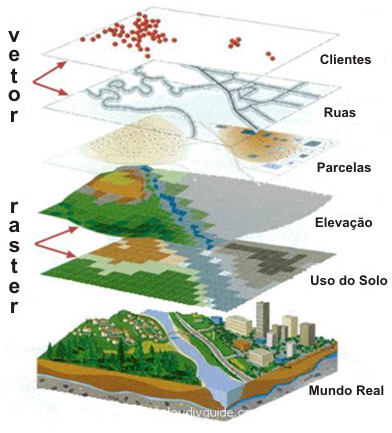 vetor
Clientes
Ruas
Parcelas
raster
Elevação
Uso do Solo
Mundo Real